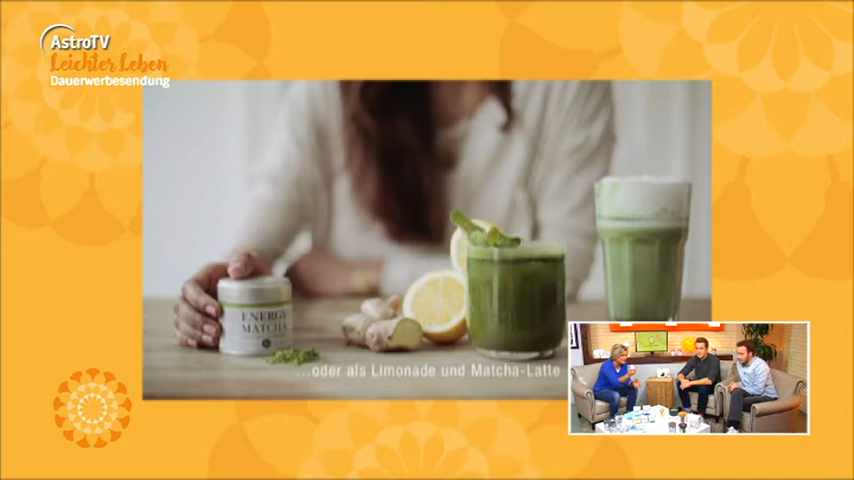 AstroTV
Leichter Leben
Dauerwerbesendung
ENERGY
MATCHA
...oder als Limonade und Matcha-Latte